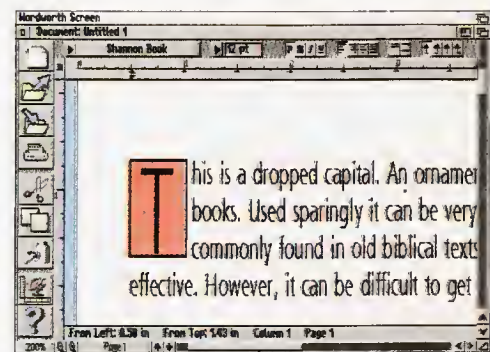 Wordworth Screen
Document: Untitled 1
Shannon Book 12 pt P B I U
T
his is a dropped capital. An ornamen
books. Used sparingly it can be very
commonly found in old biblical texts
effective. However, it can be difficult to get
From Left: 0.50 in From Top: 1.43 in Column 1 Page 1
200% Page 1